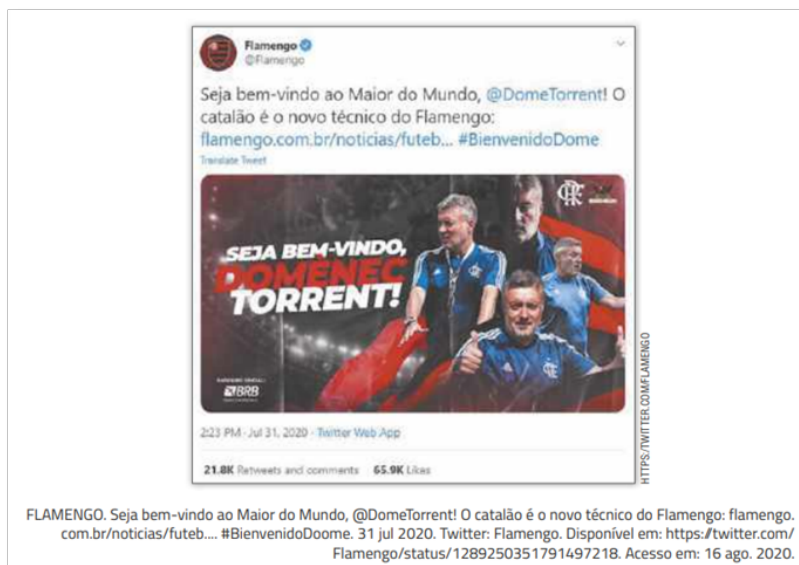 Flamengo
@Flamengo
Seja bem-vindo ao Maior do Mundo, @DomeTorrent! O
catalão é o novo técnico do Flamengo:
flamengo.com.br/noticias/futeb... #BienvenidoDome
Translate Tweet
SEJA BEM-VINDO,
DOMÈNEC
TORRENT!
BRB
2:23 PM · Jul 31, 2020 · Twitter Web App
21.8K Retweets and comments 65.9K Likes
HTTPS:/TWITTER.COM/FLAMENGO
FLAMENGO. Seja bem-vindo ao Maior do Mundo, @DomeTorrent! O catalão é o novo técnico do Flamengo: flamengo.
com.br/noticias/futeb.... #BienvenidoDoome. 31 jul 2020. Twitter: Flamengo. Disponível em: https://twitter.com/
Flamengo/status/1289250351791497218. Acesso em: 16 ago. 2020.